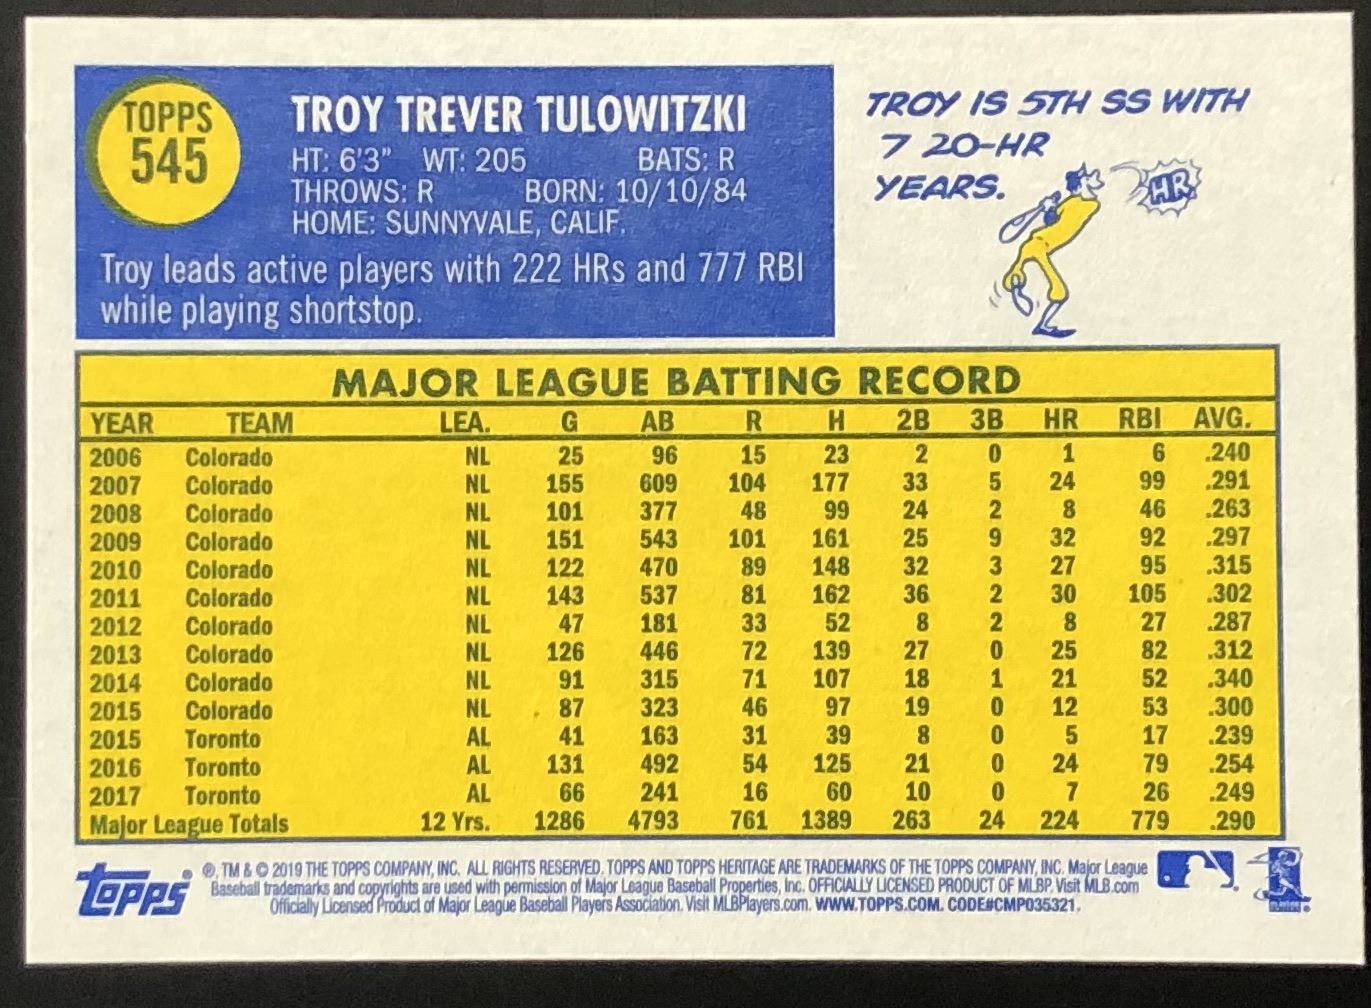 TOPPS
545
TROY TREVER TULOWITZKI
HT: 6'3" WT: 205 BATS: R
THROWS: R BORN: 10/10/84
HOME: SUNNYVALE, CALIF.
Troy leads active players with 222 HRs and 777 RBI
while playing shortstop.
TROY IS 5TH SS WITH
7 20-HR
YEARS.
HR
MAJOR LEAGUE BATTING RECORD
YEAR TEAM LEA. G AB R H 2B 3B HR RBI AVG.
2006 Colorado NL 25 96 15 23 2 0 1 6 .240
2007 Colorado NL 155 609 104 177 33 5 24 99 .291
2008 Colorado NL 101 377 48 99 24 2 8 46 .263
2009 Colorado NL 151 543 101 161 25 9 32 92 .297
2010 Colorado NL 122 470 89 148 32 3 27 95 .315
2011 Colorado NL 143 537 81 162 36 2 30 105 .302
2012 Colorado NL 47 181 33 52 8 2 8 27 .287
2013 Colorado NL 126 446 72 139 27 0 25 82 .312
2014 Colorado NL 91 315 71 107 18 1 21 52 .340
2015 Colorado NL 87 323 46 97 19 0 12 53 .300
2015 Toronto AL 41 163 31 39 8 0 5 17 .239
2016 Toronto AL 131 492 54 125 21 0 24 79 .254
2017 Toronto AL 66 241 16 60 10 0 7 26 .249
Major League Totals 12 Yrs. 1286 4793 761 1389 263 24 224 779 .290
topps ®
®, TM & © 2019 THE TOPPS COMPANY, INC. ALL RIGHTS RESERVED. TOPPS AND TOPPS HERITAGE ARE TRADEMARKS OF THE TOPPS COMPANY, INC. Major League
Baseball trademarks and copyrights are used with permission of Major League Baseball Properties, Inc. OFFICIALLY LICENSED PRODUCT OF MLBP. Visit MLB.com
Officially Licensed Product of Major League Baseball Players Association. Visit MLBPlayers.com. WWW.TOPPS.COM. CODE#CMP035321.